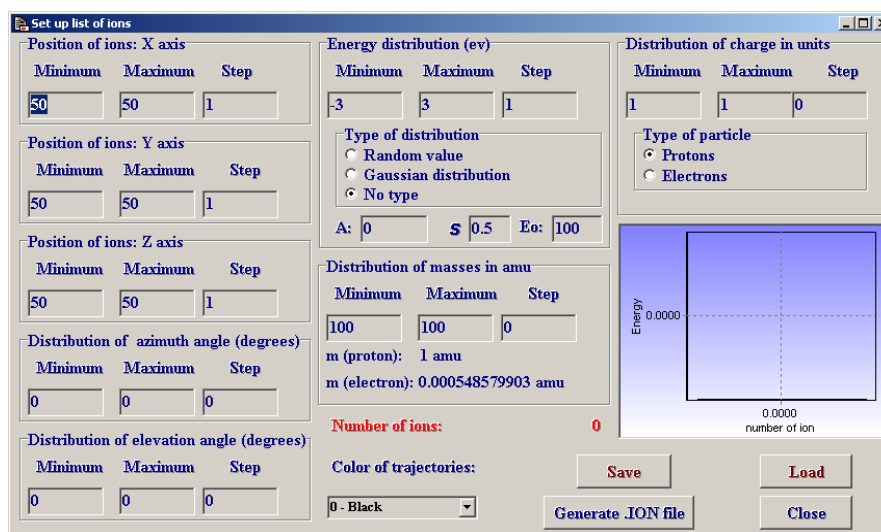 Set up list of ions
Position of ions: X axis
Minimum Maximum Step
50 50 1
Position of ions: Y axis
Minimum Maximum Step
50 50 1
Position of ions: Z axis
Minimum Maximum Step
50 50 1
Distribution of azimuth angle (degrees)
Minimum Maximum Step
0 0 0
Distribution of elevation angle (degrees)
Minimum Maximum Step
0 0 0
Energy distribution (ev)
Minimum Maximum Step
-3 3 1
Type of distribution
Random value
Gaussian distribution
No type
A: 0 s 0.5 Eo: 100
Distribution of masses in amu
Minimum Maximum Step
100 100 0
m (proton): 1 amu
m (electron): 0.000548579903 amu
Number of ions: 0
Color of trajectories:
0 - Black
Distribution of charge in units
Minimum Maximum Step
1 1 0
Type of particle
Protons
Electrons
Energy
0.0000
0.0000
number of ion
Save Load
Generate .ION file Close